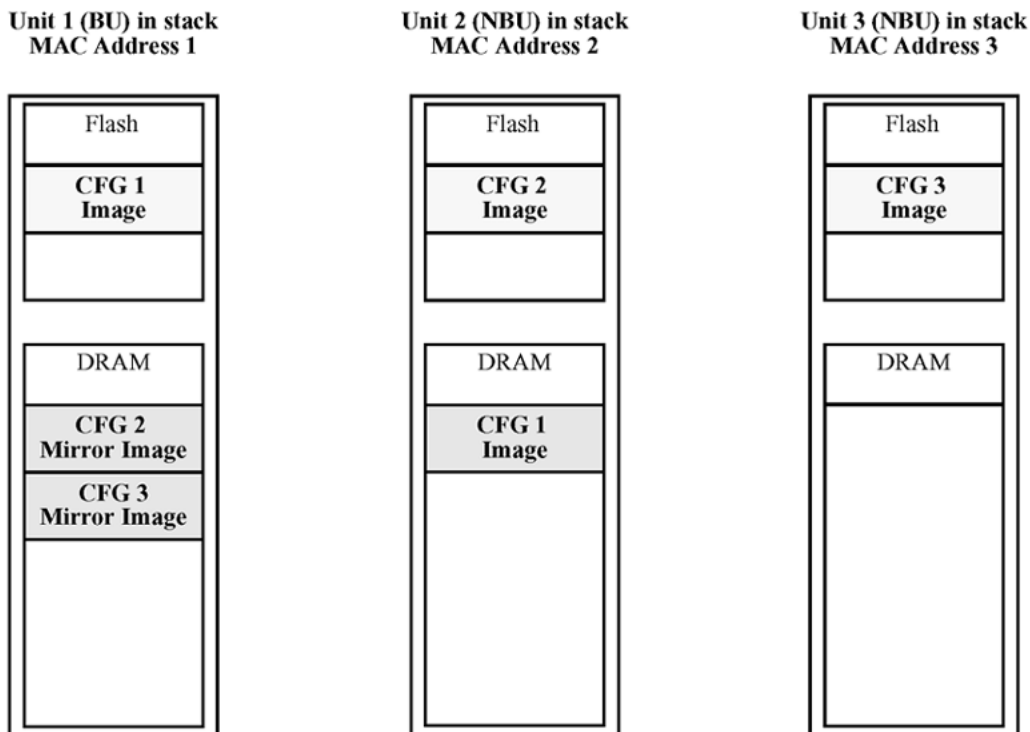 Unit 1 (BU) in stack
MAC Address 1
Flash
CFG 1
Image
DRAM
CFG 2
Mirror Image
CFG 3
Mirror Image
Unit 2 (NBU) in stack
MAC Address 2
Flash
CFG 2
Image
DRAM
CFG 1
Image
Unit 3 (NBU) in stack
MAC Address 3
Flash
CFG 3
Image
DRAM